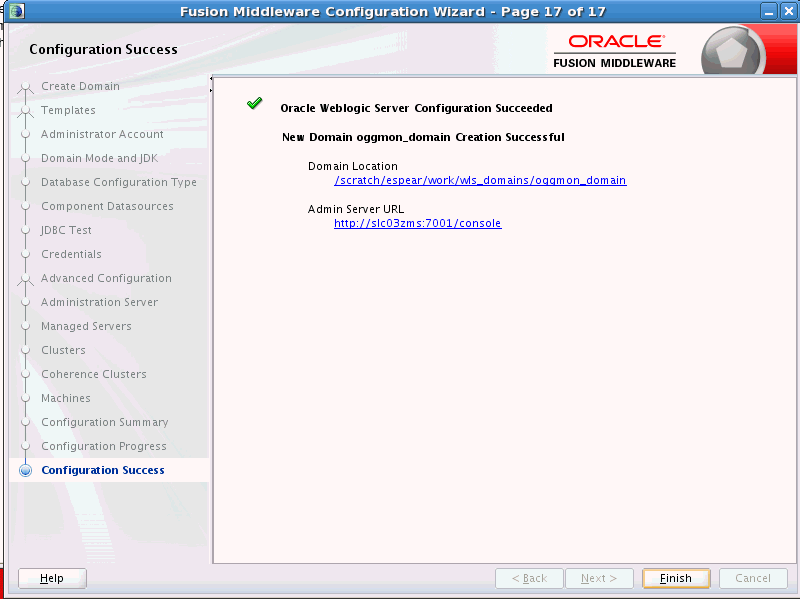 Fusion Middleware Configuration Wizard - Page 17 of 17
Configuration Success
ORACLE
FUSION MIDDLEWARE
Create Domain
Templates
Administrator Account
Domain Mode and JDK
Database Configuration Type
Component Datasources
JDBC Test
Credentials
Advanced Configuration
Administration Server
Managed Servers
Clusters
Coherence Clusters
Machines
Configuration Summary
Configuration Progress
Configuration Success
Oracle Weblogic Server Configuration Succeeded
New Domain oggmon_domain Creation Successful
Domain Location
/scratch/espear/work/wls_domains/oggmon_domain
Admin Server URL
http://slc03zms:7001/console
Help
< Back
Next >
Finish
Cancel